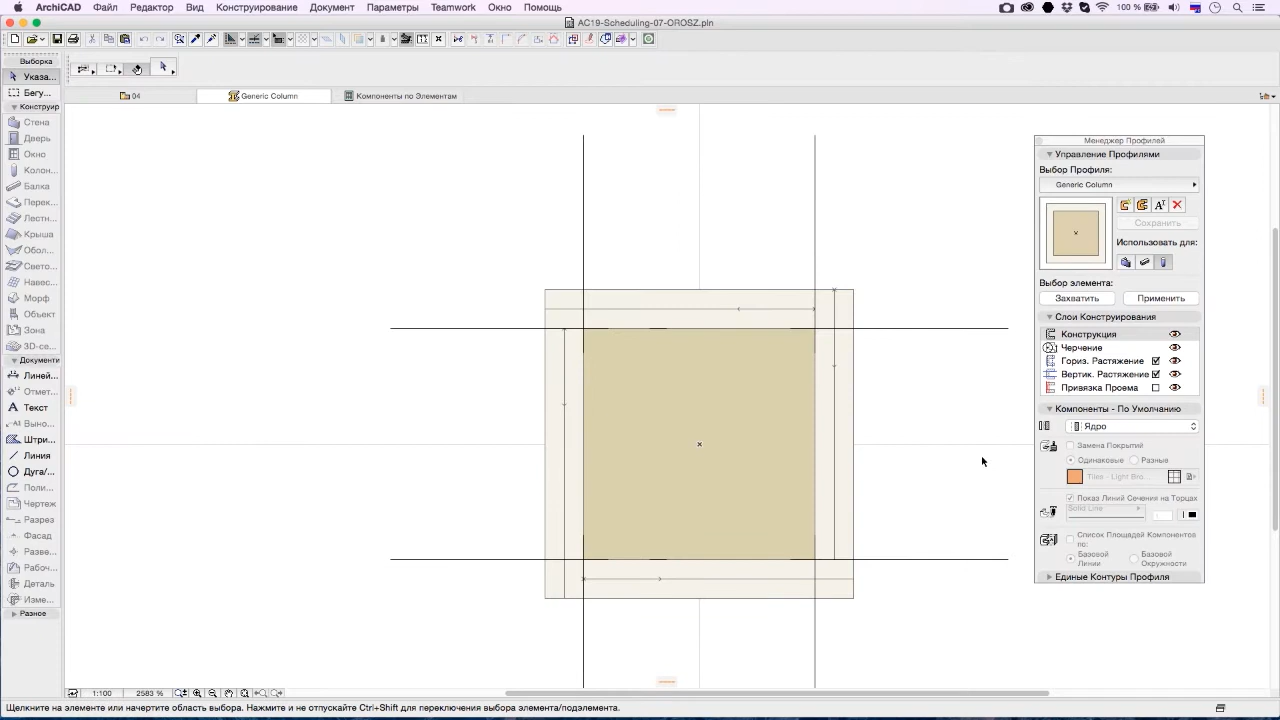 ArchiCAD Файл Редактор Вид Конструирование Документ Параметры Teamwork Окно Помощь 100 %
AC19-Scheduling-07-OROSZ.pln
Выборка
Указа...
Бегу...
Конструир
Стена
Дверь
Окно
Колон...
Балка
Перек...
Лестн...
Крыша
Обол...
Свето...
Навес...
Морф
Объект
Зона
3D-се...
Документи
Линей...
Отмет...
Текст
Выно...
Штри...
Линия
Дуга/...
Поли...
Чертеж
Разрез
Фасад
Разве...
Рабоч...
Деталь
Изме...
Разное
04 Generic Column Компоненты по Элементам
Менеджер Профилей
Управление Профилями
Выбор Профиля:
Generic Column
Сохранить
Использовать для:
Выбор элемента:
Захватить Применить
Слои Конструирования
Конструкция
Черчение
Гориз. Растяжение
Вертик. Растяжение
Привязка Проема
Компоненты - По Умолчанию
Ядро
Замена Покрытий
Одинаковые Разные
Tiles - Light Bro...
Показ Линий Сечения на Торцах
Solid Line
Список Площадей Компонентов по:
Базовой Линии Базовой Окружности
Единые Контуры Профиля
1:100 2583 %
Щелкните на элементе или начертите область выбора. Нажмите и не отпускайте Ctrl+Shift для переключения выбора элемента/подэлемента.